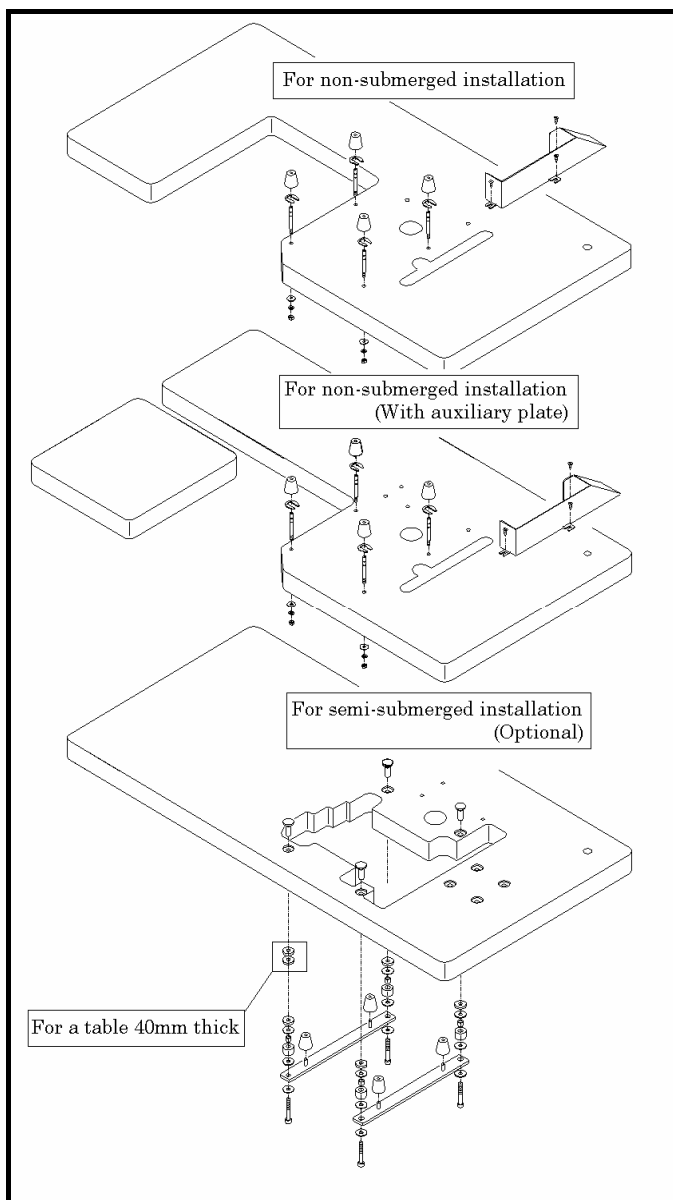 For non-submerged installation
For non-submerged installation
(With auxiliary plate)
For semi-submerged installation
(Optional)
For a table 40mm thick